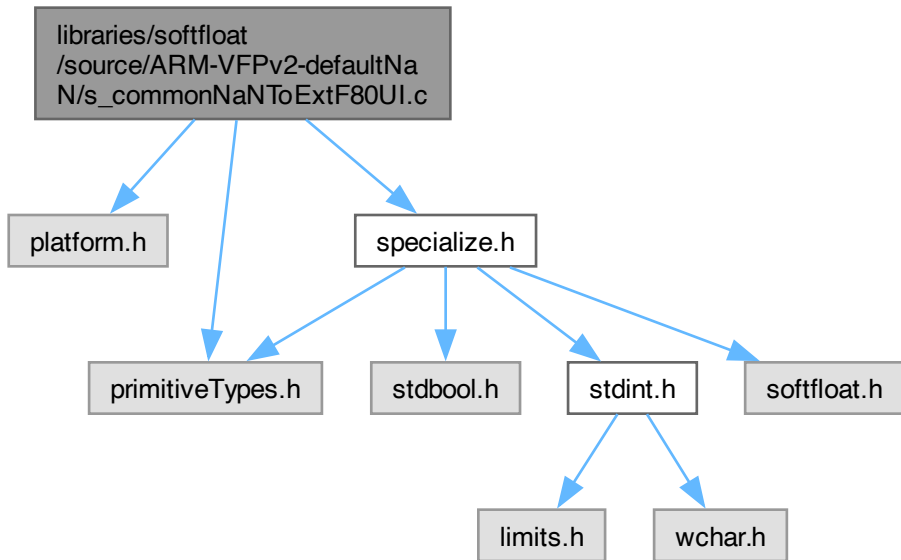 libraries/softfloat
/source/ARM-VFPv2-defaultNa
N/s_commonNaNToExtF80UI.c
platform.h
specialize.h
primitiveTypes.h
stdbool.h
stdint.h
softfloat.h
limits.h
wchar.h